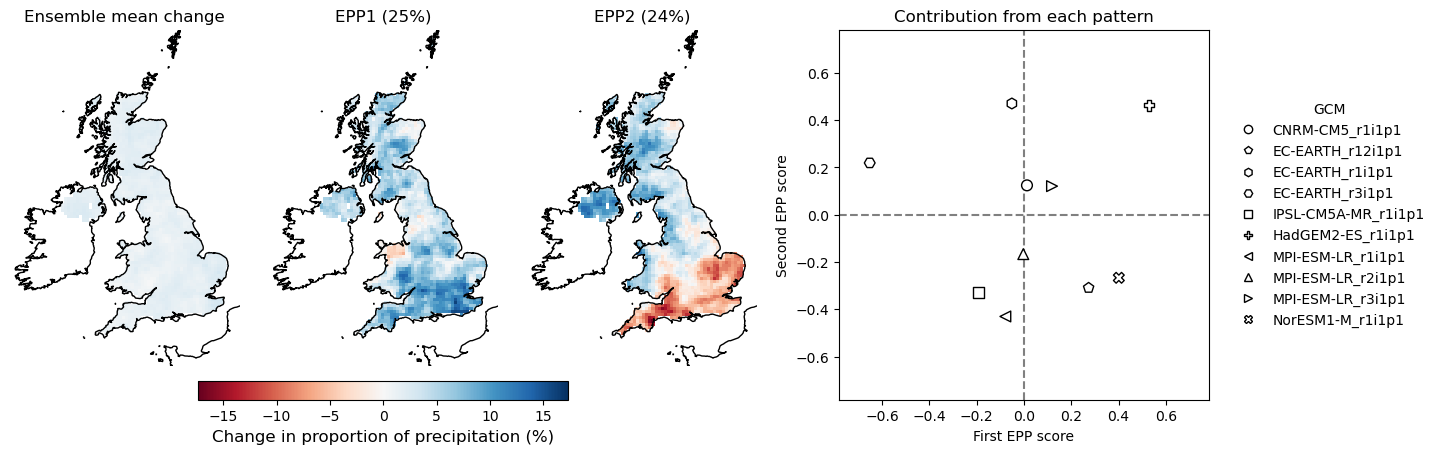 Ensemble mean change
EPP1 (25%)
EPP2 (24%)
−15 −10 −5 0 5 10 15
Change in proportion of precipitation (%)
Contribution from each pattern
Second EPP score
0.6
0.4
0.2
0.0
−0.2
−0.4
−0.6
−0.6 −0.4 −0.2 0.0 0.2 0.4 0.6
First EPP score
GCM
CNRM-CM5_r1i1p1
EC-EARTH_r12i1p1
EC-EARTH_r1i1p1
EC-EARTH_r3i1p1
IPSL-CM5A-MR_r1i1p1
HadGEM2-ES_r1i1p1
MPI-ESM-LR_r1i1p1
MPI-ESM-LR_r2i1p1
MPI-ESM-LR_r3i1p1
NorESM1-M_r1i1p1